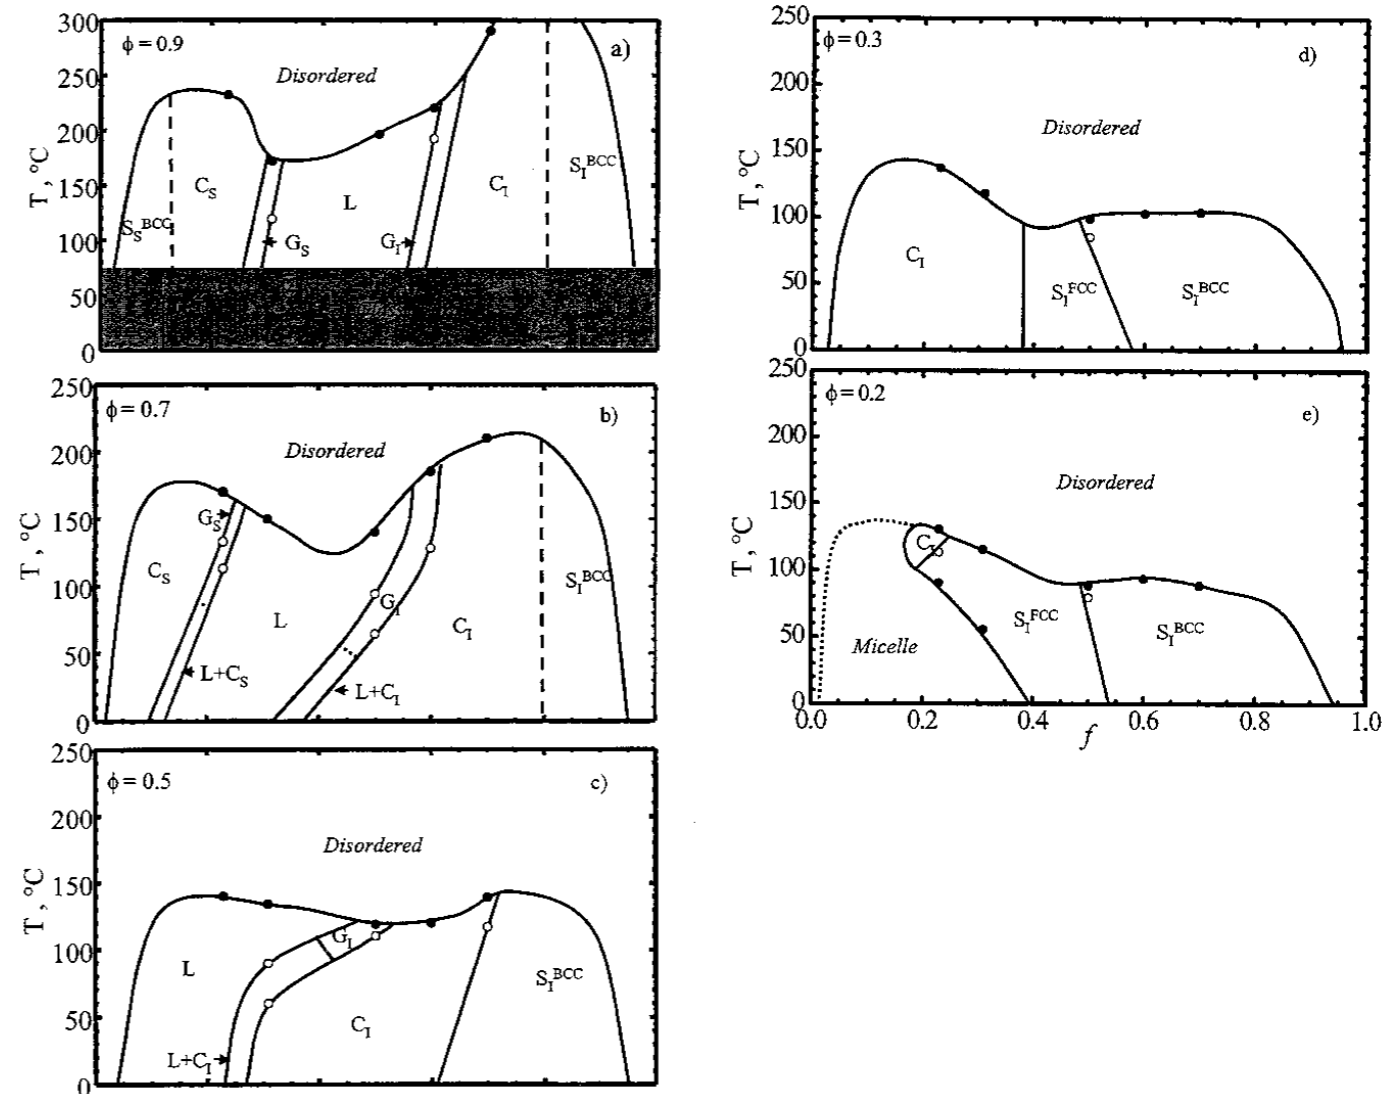 300
250
200
150
100
50
0
T, °C
ϕ = 0.9
a)
Disordered
S_S^BCC
C_S
G_S
L
G_I
C_I
S_I^BCC
250
200
150
100
50
0
T, °C
ϕ = 0.7
b)
Disordered
G_S
C_S
L
L+C_S
G_I
L+C_I
C_I
S_I^BCC
250
200
150
100
50
0
T, °C
ϕ = 0.5
c)
Disordered
L
G_I
L+C_I
C_I
S_I^BCC
250
200
150
100
50
0
T, °C
ϕ = 0.3
d)
Disordered
C_I
S_I^FCC
S_I^BCC
250
200
150
100
50
0
T, °C
ϕ = 0.2
e)
Disordered
C_I
Micelle
S_I^FCC
S_I^BCC
0.0 0.2 0.4 0.6 0.8 1.0
f